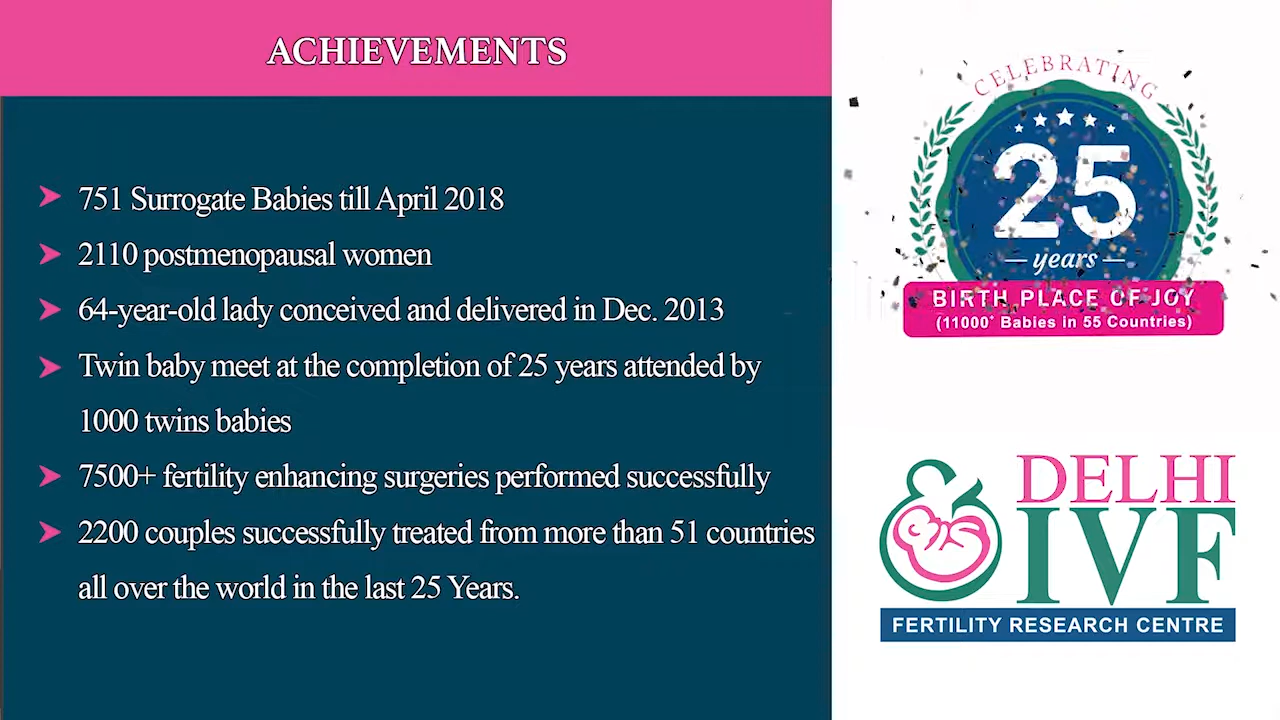 ACHIEVEMENTS
751 Surrogate Babies till April 2018
2110 postmenopausal women
64-year-old lady conceived and delivered in Dec. 2013
Twin baby meet at the completion of 25 years attended by
1000 twins babies
7500+ fertility enhancing surgeries performed successfully
2200 couples successfully treated from more than 51 countries
all over the world in the last 25 Years.
CELEBRATING
25
years
BIRTH PLACE OF JOY
(11000+ Babies in 55 Countries)
DELHI
IVF
FERTILITY RESEARCH CENTRE